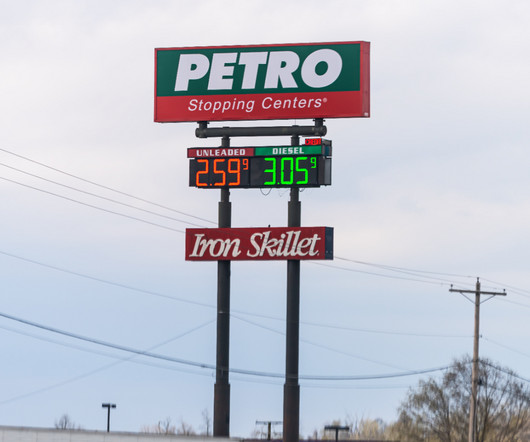 PETRO
Stopping Centers®
UNLEADED DIESEL
2.59 9 3.05 9
Iron Skillet